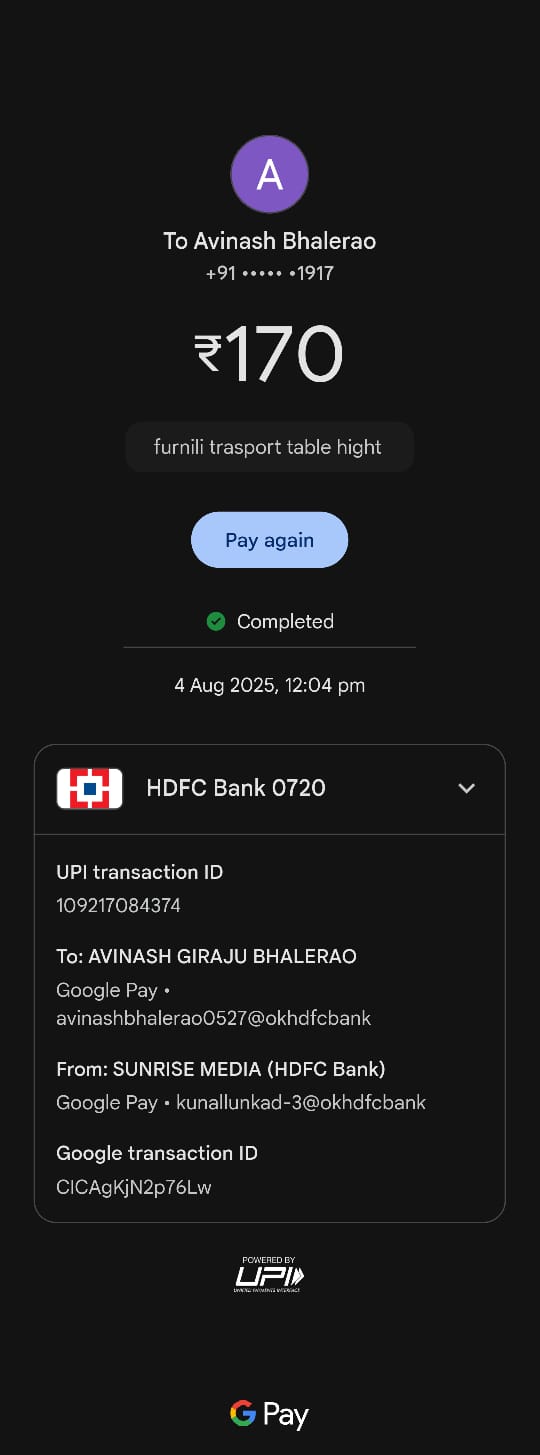 A
To Avinash Bhalerao
+91 ••••• •1917
₹170
furnili trasport table hight
Pay again
Completed
4 Aug 2025, 12:04 pm
HDFC Bank 0720
UPI transaction ID
109217084374
To: AVINASH GIRAJU BHALERAO
Google Pay •
avinashbhalerao0527@okhdfcbank
From: SUNRISE MEDIA (HDFC Bank)
Google Pay • kunallunkad-3@okhdfcbank
Google transaction ID
CICAgKjN2p76Lw
POWERED BY
UPI
UNIFIED PAYMENTS INTERFACE
G Pay